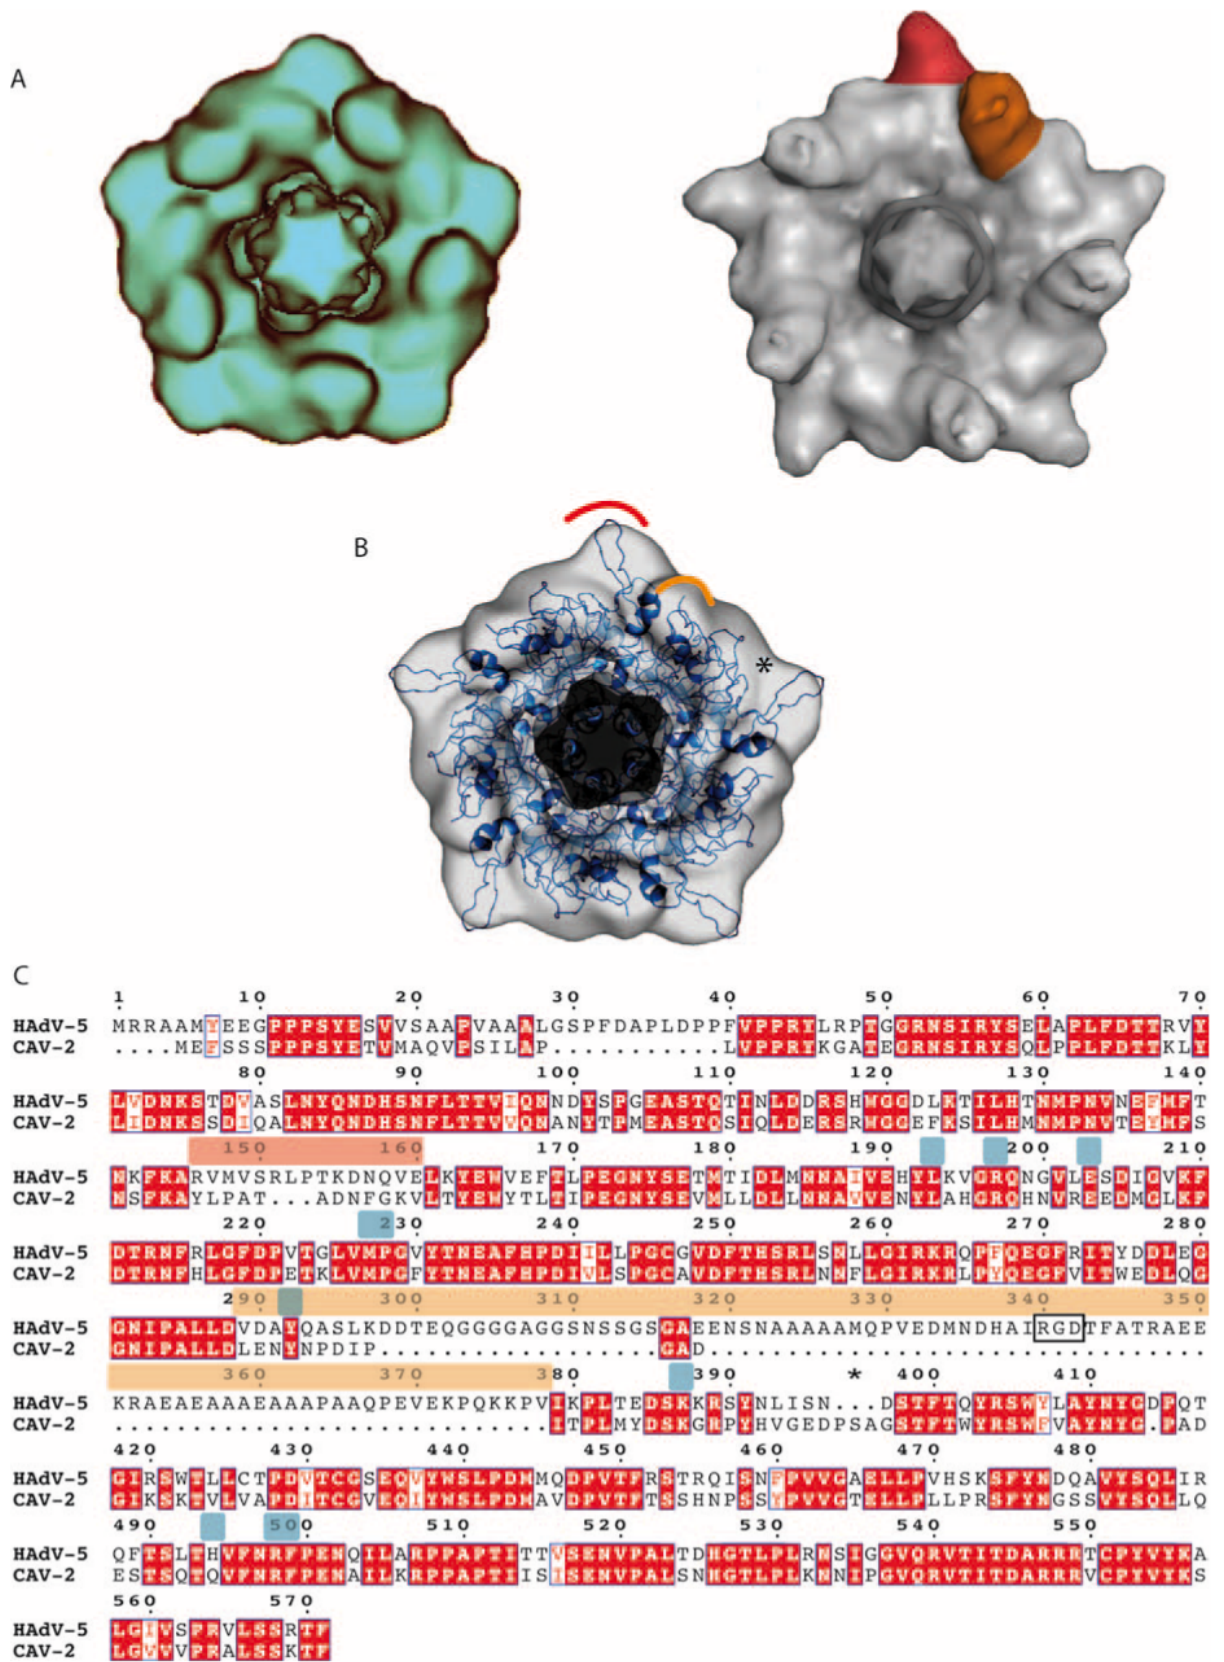 A
B
*
C
1 10 20 30 40 50 60 70
HAdV-5 MRRAAMYEEGPPPSYESVVSAAPVAAALGSPFDAPLDPPFVPPRYLRPTGGRNSIRYSELAPLFDTTRVY
CAV-2 ....MEFSSSPPPSYETVMAQVPSILAP...........LVPPRYKGATEGRNSIRYSQLPPLFDTTKLY
80 90 100 110 120 130 140
HAdV-5 LVDNKSTDVASLNYQNDHSNFLTTVIQNNDYSPGEASTQTINLDDRSHWGGDLKTILHTNMPNVNEFMFT
CAV-2 LIDNKSSDIQALNYQNDHSNFLTTVVQNANYTPMEASTQSIQLDERSRWGGEFKSILHMNMPNVTEYMFS
150 160 170 180 190 200 210
HAdV-5 NKFKARVMVSRLPTKDNQVELKYEWVEFTLPEGNYSETMTIDLMNNAIVEHYLKVGRQNGVLESDIGVKF
CAV-2 NSFKAYLPAT...ADNFGKVLTYEWYTLTIPEGNYSEVMLLDLLNNAVVENYLAHGRQHNVREEDMGLKF
220 230 240 250 260 270 280
HAdV-5 DTRNFRLGFDPVTGLVMPGVYTNEAFHPDIILLPGCGVDFTHSRLSNLLGIRKRQPFQEGFRITYDDLEG
CAV-2 DTRNFHLGFDPETKLVMPGFYTNEAFHPDIVLSPGCAVDFTHSRLNNFLGIRKRLPYQEGFVITWEDLQG
290 300 310 320 330 340 350
HAdV-5 GNIPALLDVDAYQASLKDDTEQGGGGAGGSNSSGSGAEENSNAAAAAMQPVEDMNDHAIRGDTFATRAEE
CAV-2 GNIPALLDLENYNPDIP..................GAD................................
360 370 380 390 * 400 410
HAdV-5 KRAEAEAAAEAAAPAAQPEVEKPQKKPVIKPLTEDSKKRSYNLISN...DSTFTQYRSWYLAYNYGDPQT
CAV-2 ............................ITPLMYDSKGRPYHVGEDPSAGSTFTWYRSWFVAYNYG.PAD
420 430 440 450 460 470 480
HAdV-5 GIRSWTLLCTPDVTCGSEQVYWSLPDMMQDPVTFRSTRQISNFPVVGAELLPVHSKSFYNDQAVYSQLIR
CAV-2 GIKSKTVLVAPDITCGVEQIYWSLPDMAVDPVTFTSSHNPSSYPVVGTELLPLLPRSFYNGSSVYSQLLQ
490 500 510 520 530 540 550
HAdV-5 QFTSLTHVFNRFPENQILARPPAPTITTVSENVPALTDHGTLPLRNSIGGVQRVTITDARRRTCPYVYKA
CAV-2 ESTSQTQVFNRFPENAILKRPPAPTIISISENVPALSNHGTLPLKNNIPGVQRVTITDARRRVCPYVYKS
560 570
HAdV-5 LGIVSPRVLSSRTF
CAV-2 LGVVVPRALSSKTF